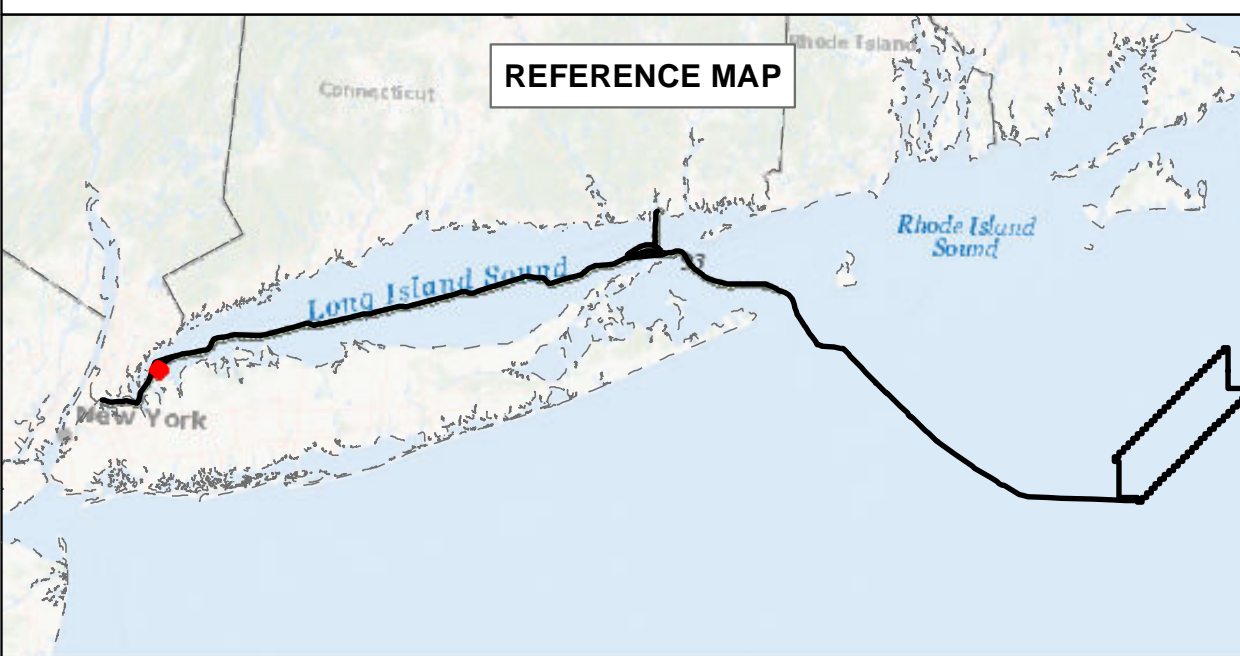 Rhode Island
REFERENCE MAP
Connecticut
Rhode Island
Sound
Long Island Sound
New York